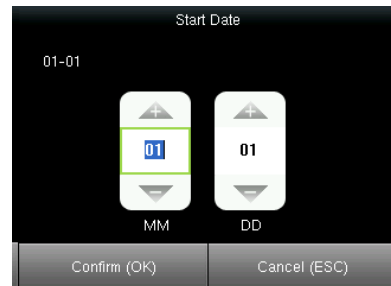 Start Date
01-01
01 01
MM DD
Confirm (OK) Cancel (ESC)